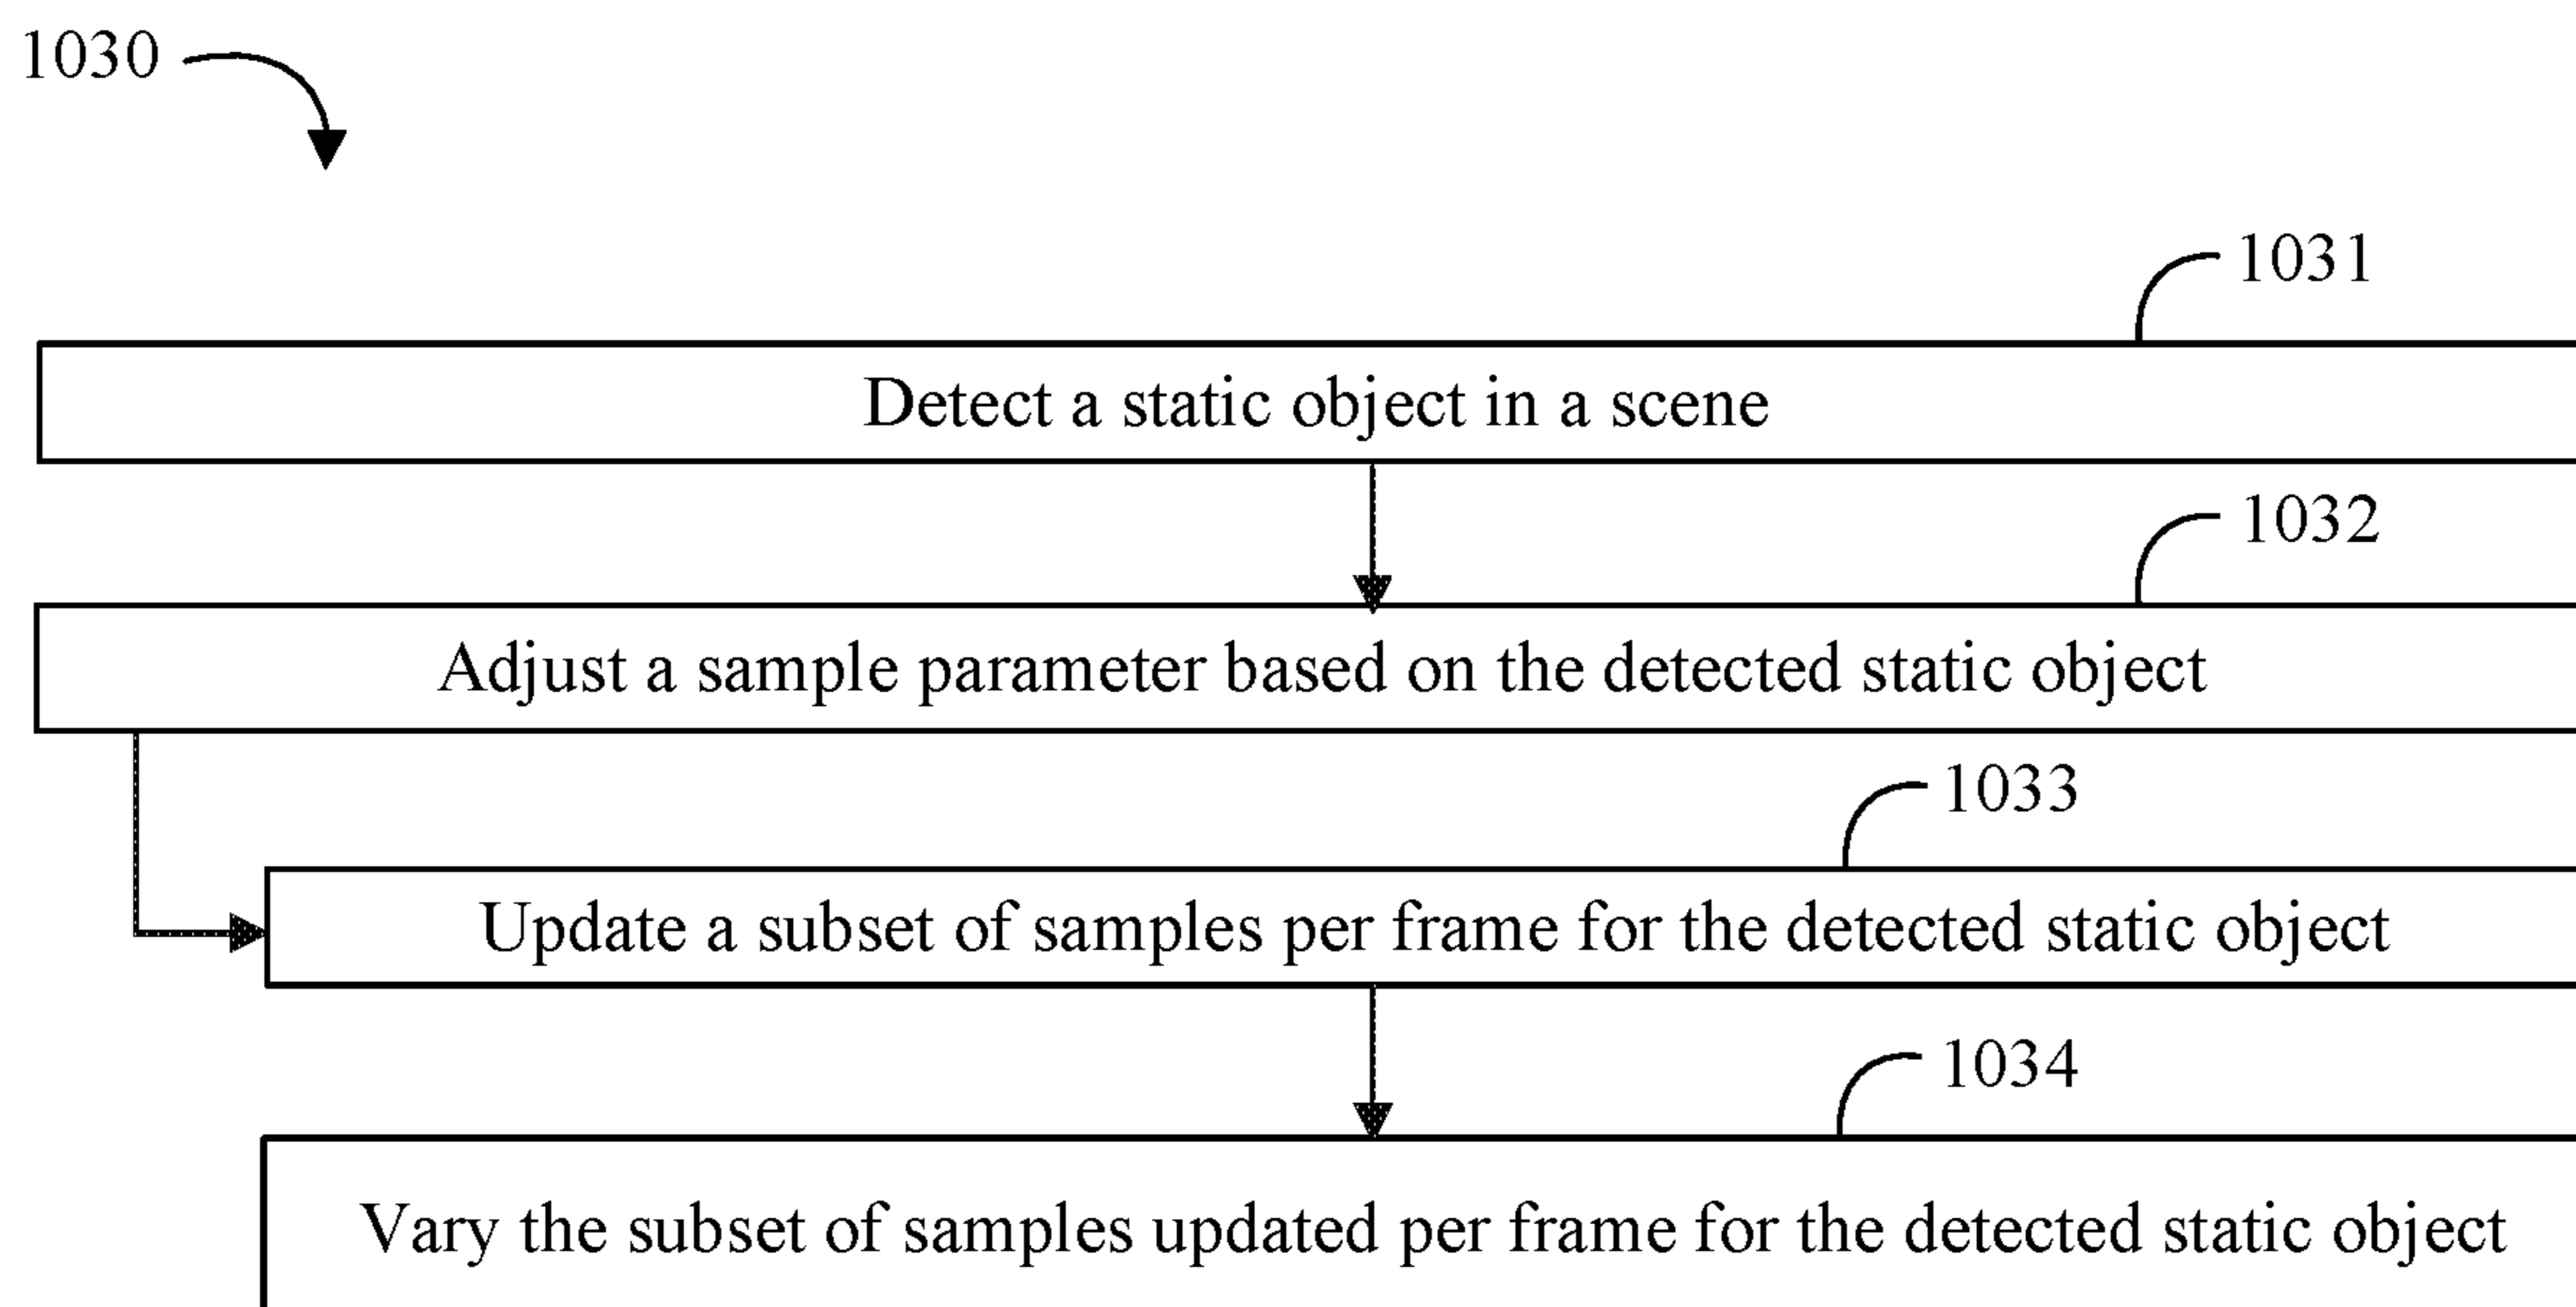 1030
1031
Detect a static object in a scene
1032
Adjust a sample parameter based on the detected static object
1033
Update a subset of samples per frame for the detected static object
1034
Vary the subset of samples updated per frame for the detected static object